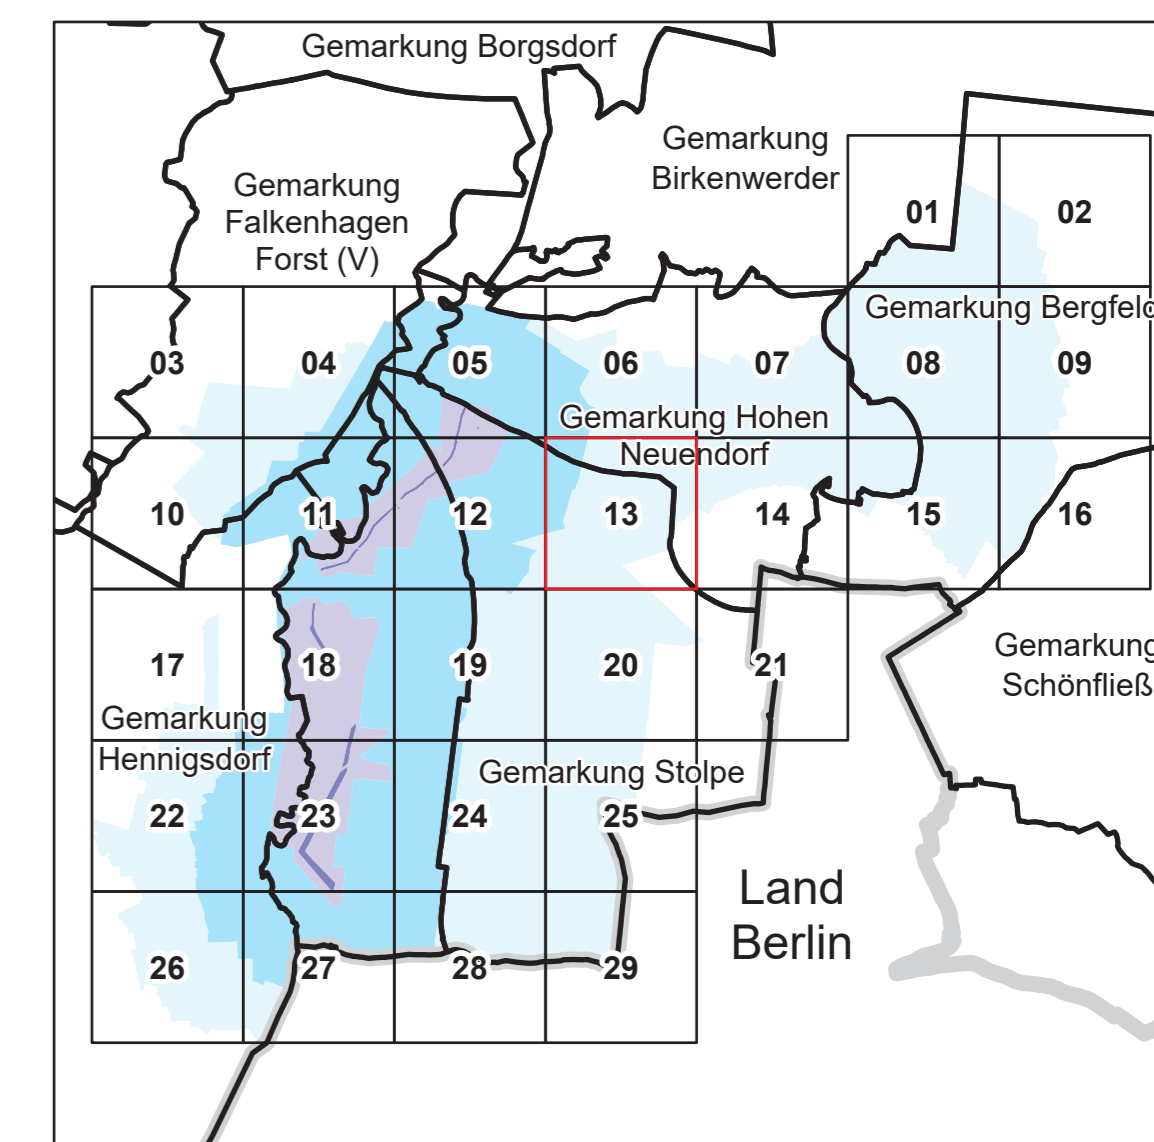 Gemarkung Borgsdorf
Gemarkung
Birkenwerder
Gemarkung
Falkenhagen
Forst (V)
01
02
Gemarkung Bergfeld
03
04
05
06
07
08
09
Gemarkung Hohen
Neuendorf
10
11
12
13
14
15
16
17
18
19
20
21
Gemarkung
Schönfließ
Gemarkung
Hennigsdorf
Gemarkung Stolpe
22
23
24
25
Land
Berlin
26
27
28
29